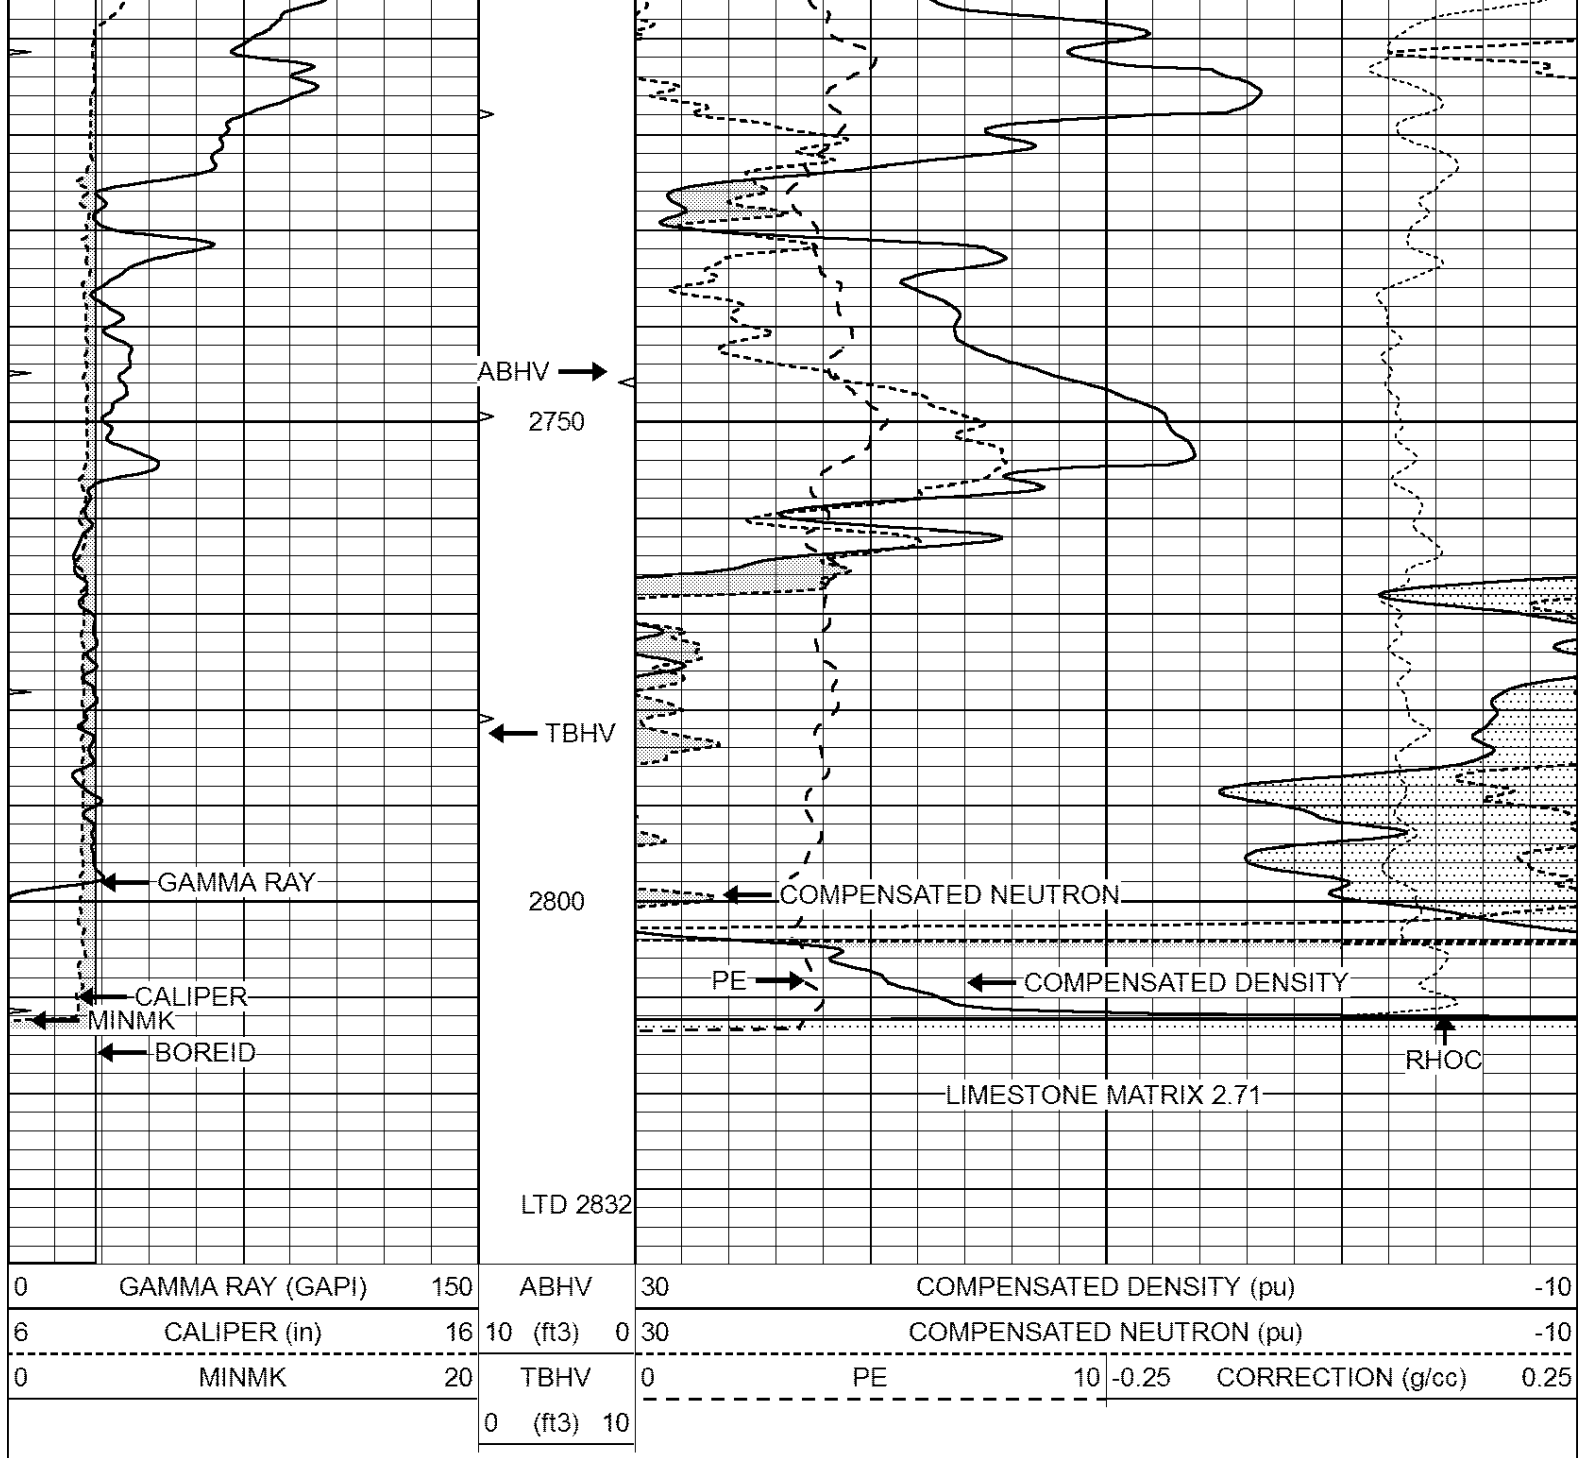 ABHV
2750
TBHV
GAMMA RAY
COMPENSATED NEUTRON
2800
PE
COMPENSATED DENSITY
CALIPER
MINMK
BOREID
RHOC
LIMESTONE MATRIX 2.71
LTD 2832
0 GAMMA RAY (GAPI) 150 ABHV 30 COMPENSATED DENSITY (pu) -10
6 CALIPER (in) 16 10 (ft3) 0 30 COMPENSATED NEUTRON (pu) -10
0 MINMK 20 TBHV 0 PE 10 -0.25 CORRECTION (g/cc) 0.25
0 (ft3) 10